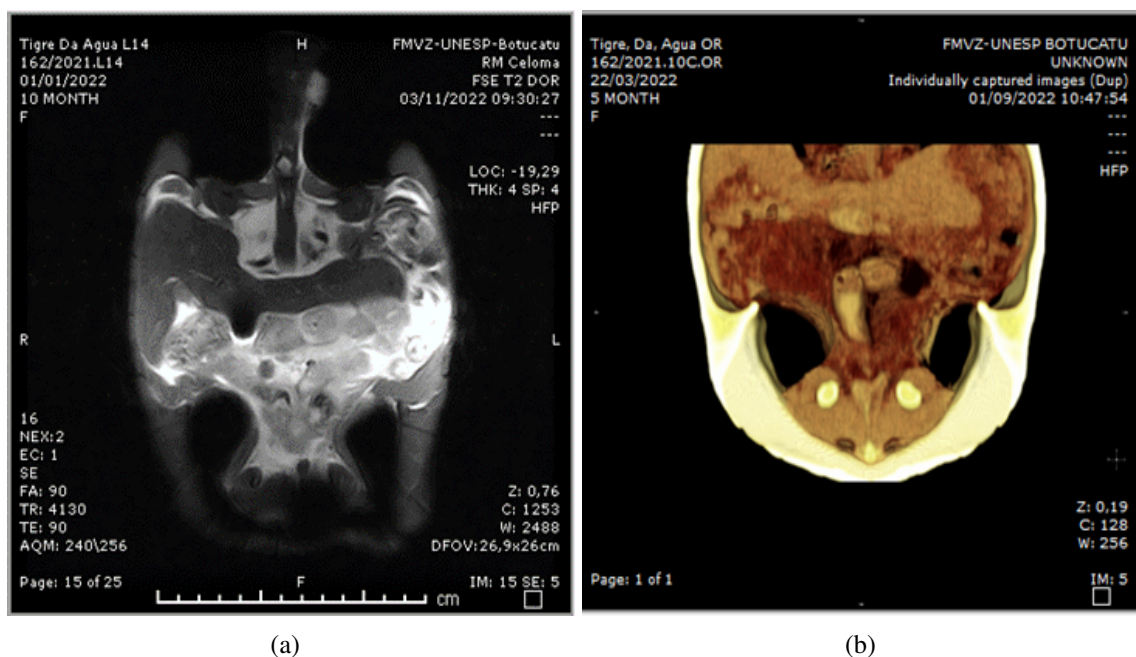 Tigre Da Agua L14
162/2021.L14
01/01/2022
10 MONTH
F
H
FMVZ-UNESP-Botucatu
RM Celoma
FSE T2 DOR
03/11/2022 09:30:27
---
---
LOC: -19,29
THK: 4 SP: 4
HFP
R
L
16
NEX:2
EC: 1
SE
FA: 90
TR: 4130
TE: 90
AQM: 240\256
Z: 0,76
C: 1253
W: 2488
DFOV:26,9x26cm
Page: 15 of 25
F
IM: 15 SE: 5
cm
(a)
Tigre, Da, Agua OR
162/2021.10C.OR
22/03/2022
5 MONTH
F
FMVZ-UNESP BOTUCATU
UNKNOWN
Individually captured images (Dup)
01/09/2022 10:47:54
---
---
---
HFP
Z: 0,19
C: 128
W: 256
Page: 1 of 1
IM: 5
(b)